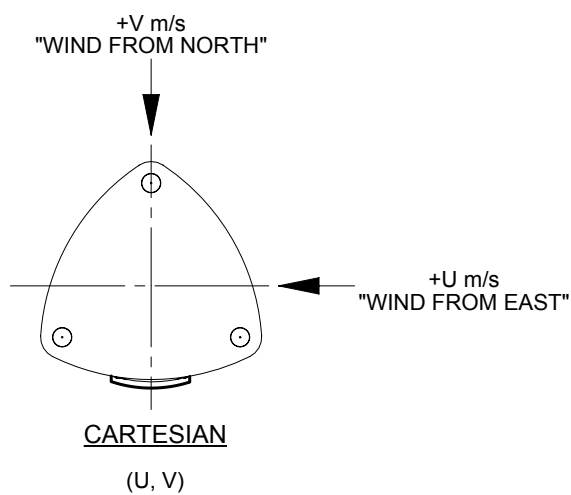 +V m/s
"WIND FROM NORTH"
+U m/s
"WIND FROM EAST"
CARTESIAN
(U, V)